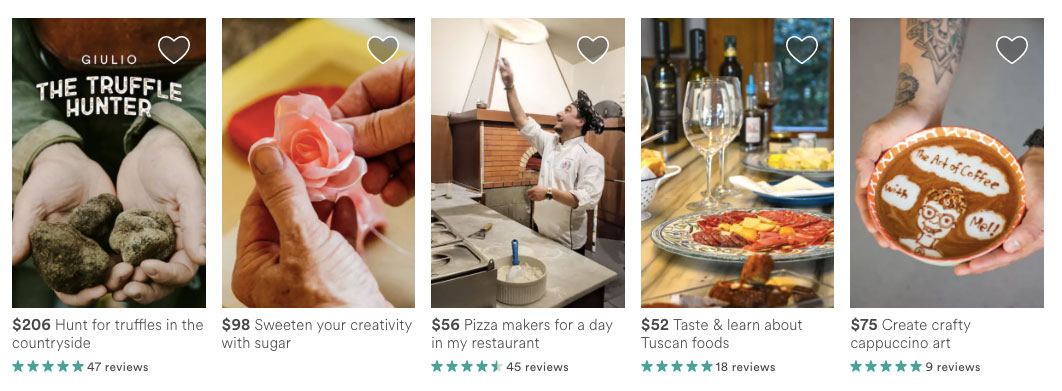 GIULIO
THE TRUFFLE
HUNTER
The Art of Coffee
with
Mel!
$206 Hunt for truffles in the
countryside
47 reviews
$98 Sweeten your creativity
with sugar
$56 Pizza makers for a day
in my restaurant
45 reviews
$52 Taste & learn about
Tuscan foods
18 reviews
$75 Create crafty
cappuccino art
9 reviews